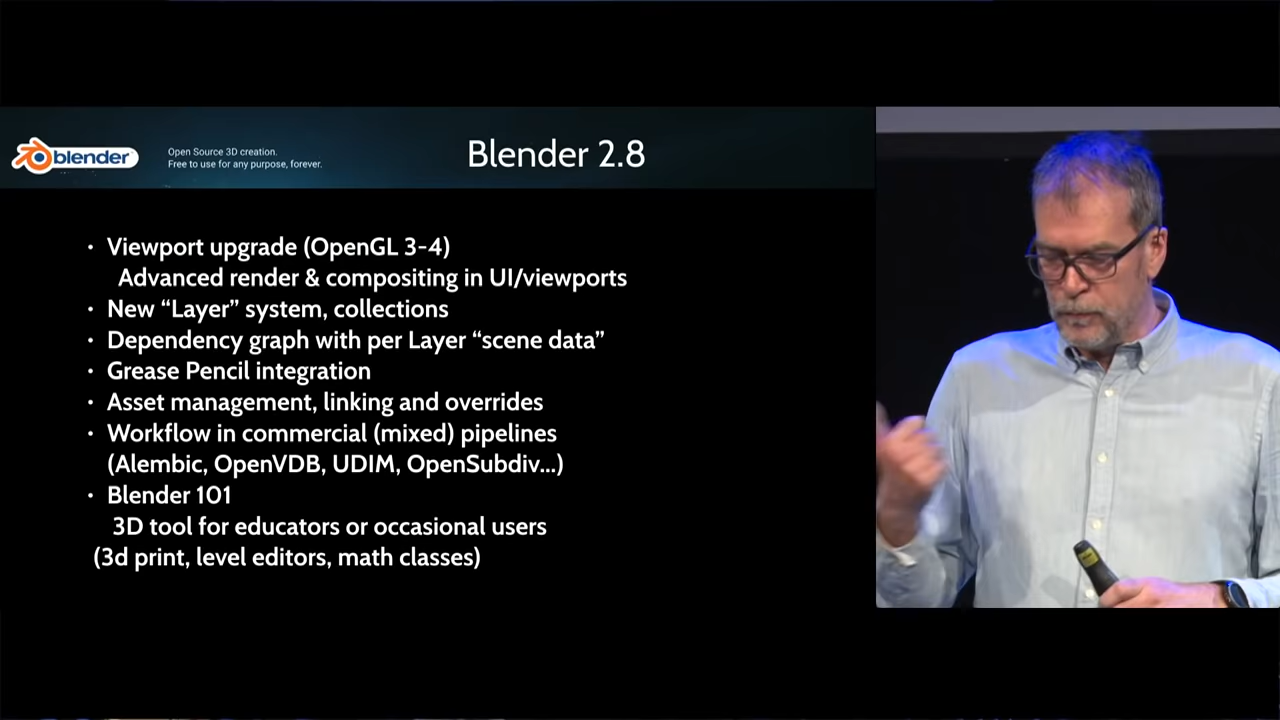 blender
Open Source 3D creation.
Free to use for any purpose, forever.
Blender 2.8
• Viewport upgrade (OpenGL 3-4)
Advanced render & compositing in UI/viewports
• New “Layer” system, collections
• Dependency graph with per Layer “scene data”
• Grease Pencil integration
• Asset management, linking and overrides
• Workflow in commercial (mixed) pipelines
(Alembic, OpenVDB, UDIM, OpenSubdiv...)
• Blender 101
3D tool for educators or occasional users
(3d print, level editors, math classes)